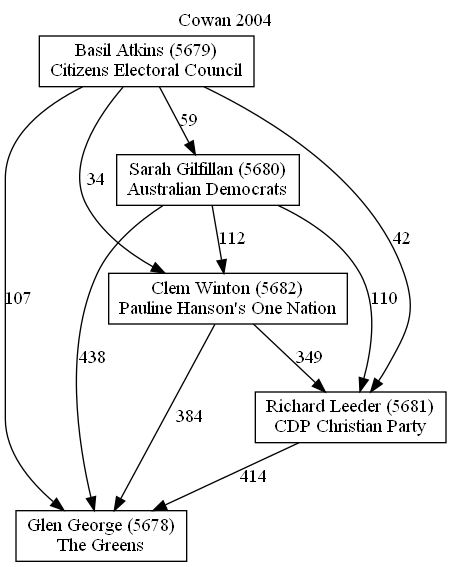 Cowan 2004
Basil Atkins (5679)
Citizens Electoral Council
59
Sarah Gilfillan (5680)
Australian Democrats
34
112
42
Clem Winton (5682)
Pauline Hanson's One Nation
107
110
438
349
384
Richard Leeder (5681)
CDP Christian Party
414
Glen George (5678)
The Greens